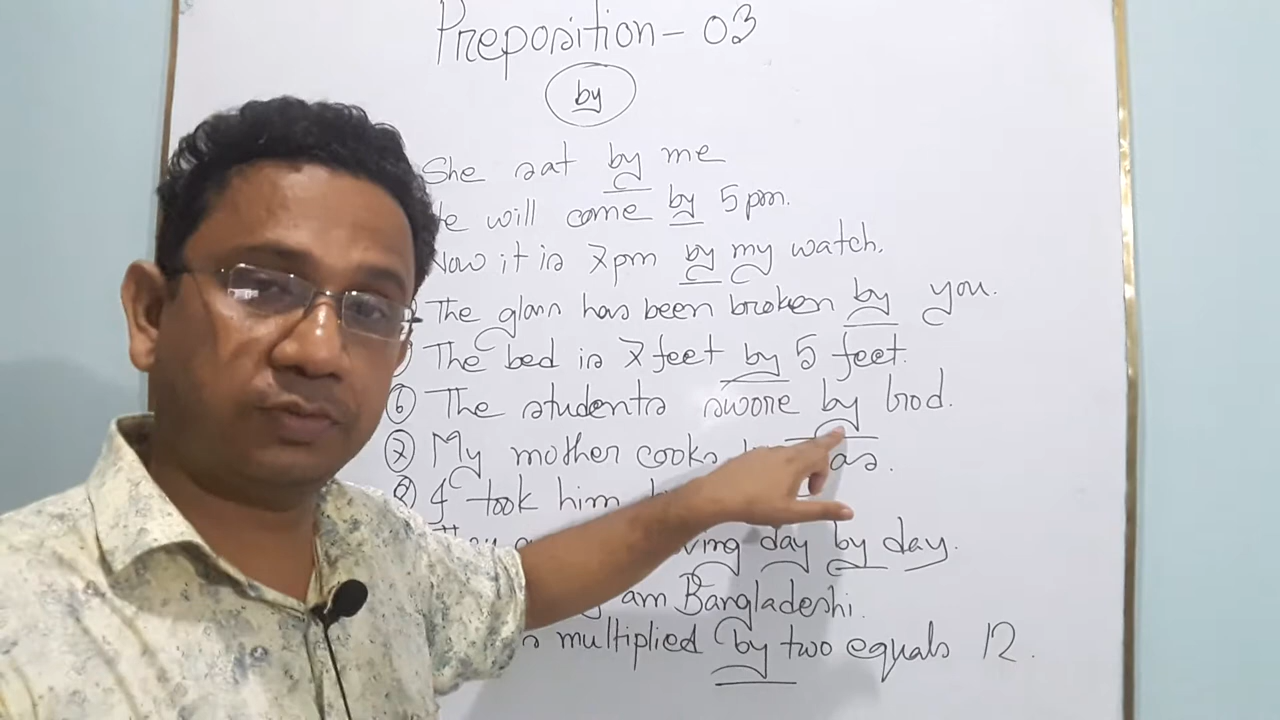 Preposition - 03
by
She sat by me
He will come by 5 pm.
Now it is 7 pm by my watch.
The glass has been broken by you.
The bed is 7 feet by 5 feet.
⑥ The students swore by God.
⑦ My mother cooks
⑧ I took him
day by day.
am Bangladeshi.
multiplied by two equals 12.